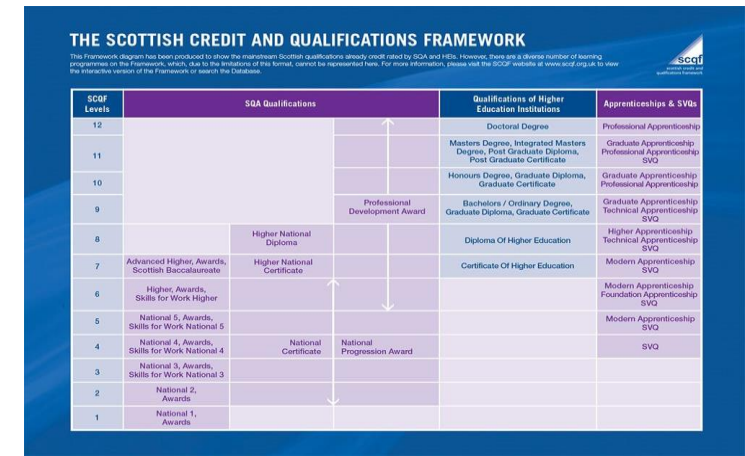 THE SCOTTISH CREDIT AND QUALIFICATIONS FRAMEWORK
This Framework diagram has been produced to show the mainstream Scottish qualifications already credit rated by SQA and HEIs. However, there are a diverse number of learning
programmes on the Framework, which, due to the limitations of this format, cannot be represented here. For more information, please visit the SCQF website at www.scqf.org.uk to view
the interactive version of the Framework or search the Database.
scqf
scottish credit and
qualifications framework
SCQF
Levels
SQA Qualifications
Qualifications of Higher
Education Institutions
Apprenticeships & SVQs
12
Doctoral Degree
Professional Apprenticeship
11
Masters Degree, Integrated Masters
Degree, Post Graduate Diploma,
Post Graduate Certificate
Graduate Apprenticeship
Professional Apprenticeship
SVQ
10
Honours Degree, Graduate Diploma,
Graduate Certificate
Graduate Apprenticeship
Professional Apprenticeship
9
Professional
Development Award
Bachelors / Ordinary Degree,
Graduate Diploma, Graduate Certificate
Graduate Apprenticeship
Technical Apprenticeship
SVQ
8
Higher National
Diploma
Diploma Of Higher Education
Higher Apprenticeship
Technical Apprenticeship
SVQ
7
Advanced Higher, Awards,
Scottish Baccalaureate
Higher National
Certificate
Certificate Of Higher Education
Modern Apprenticeship
SVQ
6
Higher, Awards,
Skills for Work Higher
Modern Apprenticeship
Foundation Apprenticeship
SVQ
5
National 5, Awards,
Skills for Work National 5
Modern Apprenticeship
SVQ
4
National 4, Awards,
Skills for Work National 4
National
Certificate
National
Progression Award
SVQ
3
National 3, Awards,
Skills for Work National 3
2
National 2,
Awards
1
National 1,
Awards